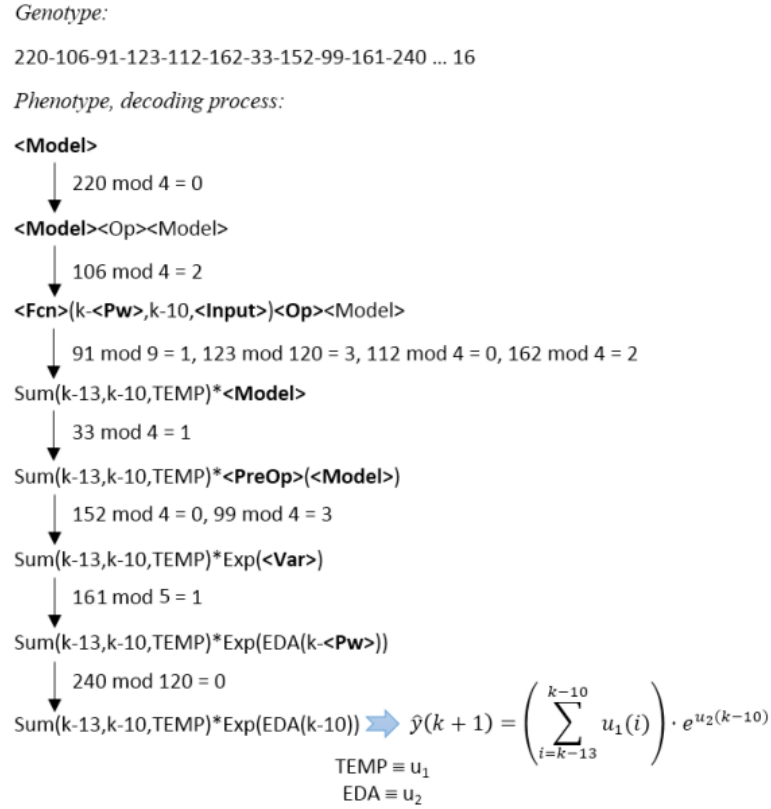 Genotype:
220-106-91-123-112-162-33-152-99-161-240 ... 16
Phenotype, decoding process:
<Model>
220 mod 4 = 0
<Model><Op><Model>
106 mod 4 = 2
<Fcn>(k-<Pw>,k-10,<Input>)<Op><Model>
91 mod 9 = 1, 123 mod 120 = 3, 112 mod 4 = 0, 162 mod 4 = 2
Sum(k-13,k-10,TEMP)*<Model>
33 mod 4 = 1
Sum(k-13,k-10,TEMP)*<PreOp>(<Model>)
152 mod 4 = 0, 99 mod 4 = 3
Sum(k-13,k-10,TEMP)*Exp(<Var>)
161 mod 5 = 1
Sum(k-13,k-10,TEMP)*Exp(EDA(k-<Pw>))
240 mod 120 = 0
Sum(k-13,k-10,TEMP)*Exp(EDA(k-10)) ŷ(k + 1) = (∑_{i=k−13}^{k−10} u₁(i)) · e^{u₂(k−10)}
TEMP ≡ u₁
EDA ≡ u₂